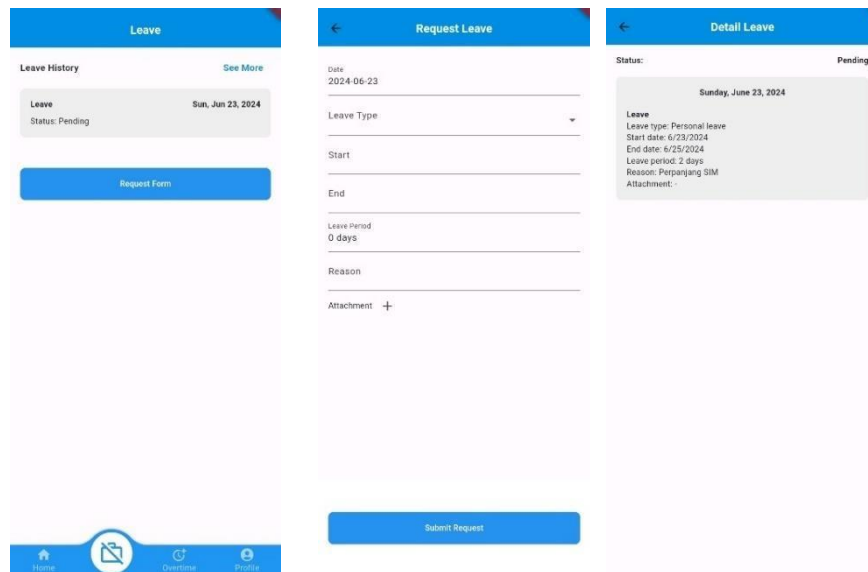 Leave
Leave History
See More
Leave
Sun, Jun 23, 2024
Status: Pending
Request Form
Home
Overtime
Profile
Request Leave
Date
2024-06-23
Leave Type
Start
End
Leave Period
0 days
Reason
Attachment +
Submit Request
Detail Leave
Status:
Pending
Sunday, June 23, 2024
Leave
Leave type: Personal leave
Start date: 6/23/2024
End date: 6/25/2024
Leave period: 2 days
Reason: Perpanjang SIM
Attachment: -